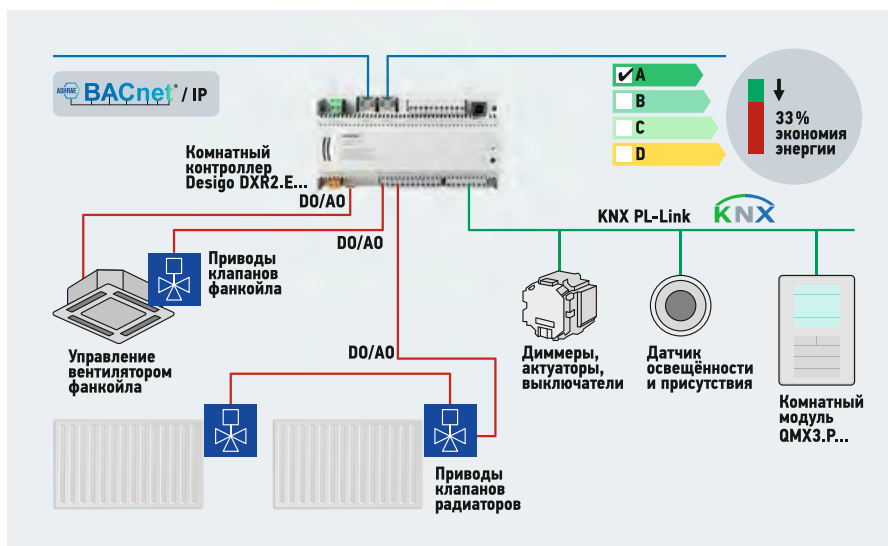 ASHRAE BACnet® / IP
A
B
C
D
33 %
экономия
энергии
Комнатный
контроллер
Desigo DXR2.E...
DO/AO
KNX PL-Link
KNX
DO/AO
Приводы
клапанов
фанкойла
Управление
вентилятором
фанкойла
DO/AO
Диммеры,
актуаторы,
выключатели
Датчик
освещённости
и присутствия
Комнатный
модуль
QMX3.P...
Приводы
клапанов
радиаторов